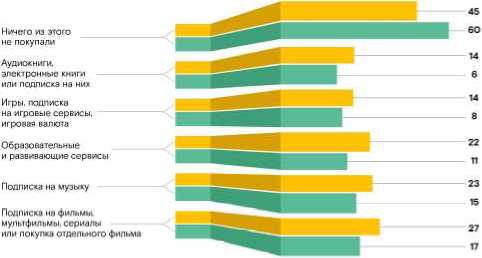 Ничего из этого
не покупали
45
60
Аудиокниги,
электронные книги
или подписка на них
14
6
Игры, подписка
на игровые сервисы,
игровая валюта
14
8
Образовательные
и развивающие сервисы
22
11
Подписка на музыку
23
15
Подписка на фильмы,
мультфильмы, сериалы
или покупка отдельного фильма
27
17